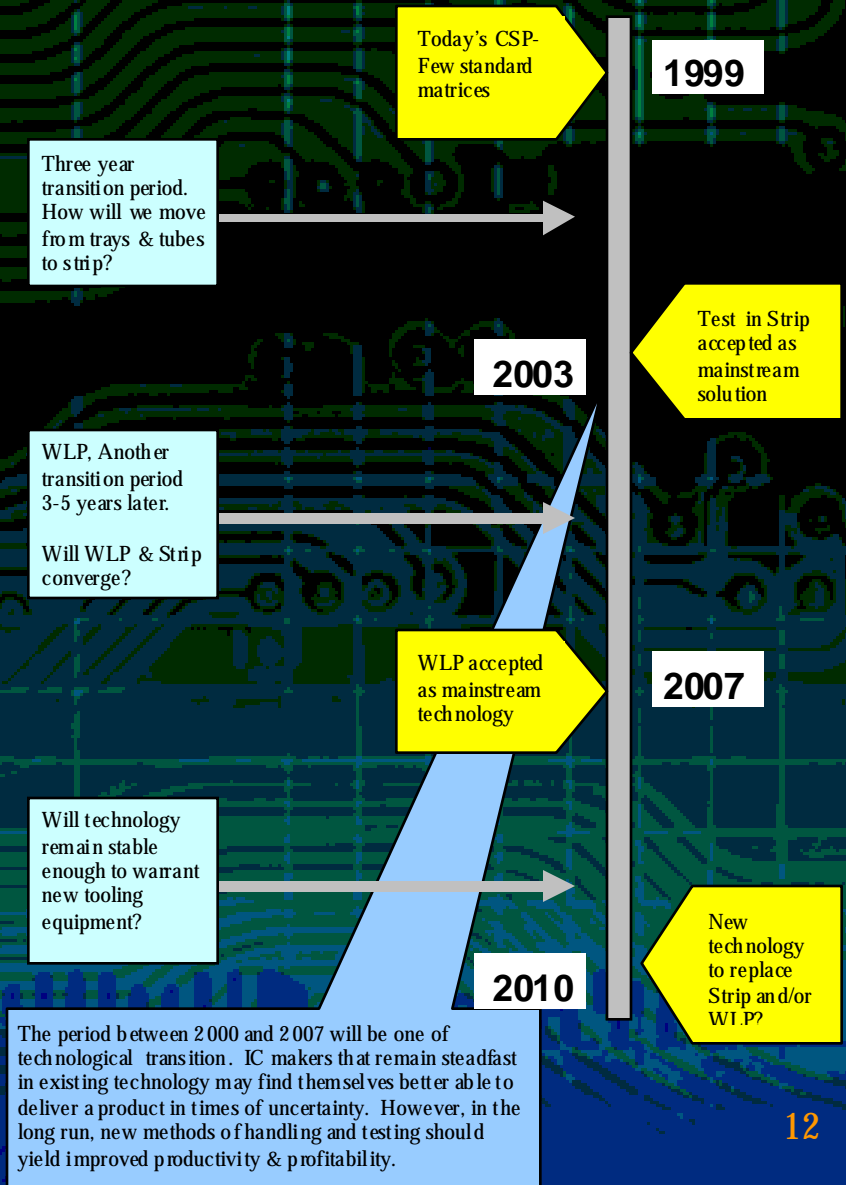 Today's CSP-
Few standard
matrices
1999
Three year
transition period.
How will we move
from trays & tubes
to strip?
Test in Strip
accepted as
mainstream
solution
2003
WLP, Another
transition period
3-5 years later.
Will WLP & Strip
converge?
WLP accepted
as mainstream
technology
2007
Will technology
remain stable
enough to warrant
new tooling
equipment?
New
technology
to replace
Strip and/or
WLP?
2010
The period between 2000 and 2007 will be one of
technological transition. IC makers that remain steadfast
in existing technology may find themselves better able to
deliver a product in times of uncertainty. However, in the
long run, new methods of handling and testing should
yield improved productivity & profitability.
12